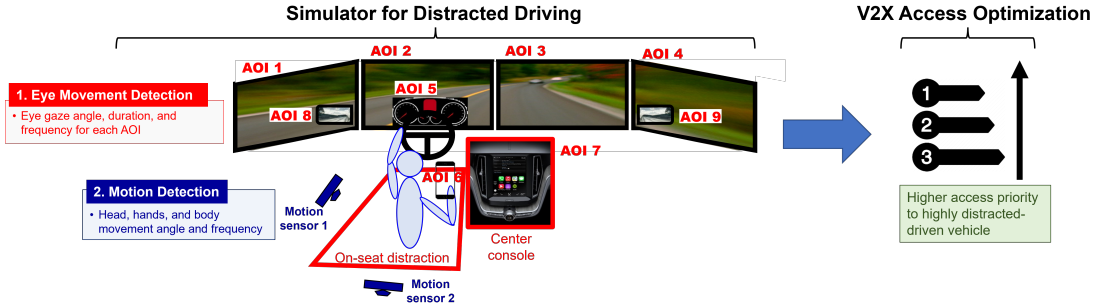 Simulator for Distracted Driving
V2X Access Optimization
AOI 1
AOI 2
AOI 3
AOI 4
AOI 5
AOI 8
AOI 9
1. Eye Movement Detection
• Eye gaze angle, duration, and
frequency for each AOI
AOI 7
AOI 6
2. Motion Detection
• Head, hands, and body
movement angle and frequency
Motion
sensor 1
On-seat distraction
Center
console
Motion
sensor 2
1
2
3
Higher access priority
to highly distracted-
driven vehicle